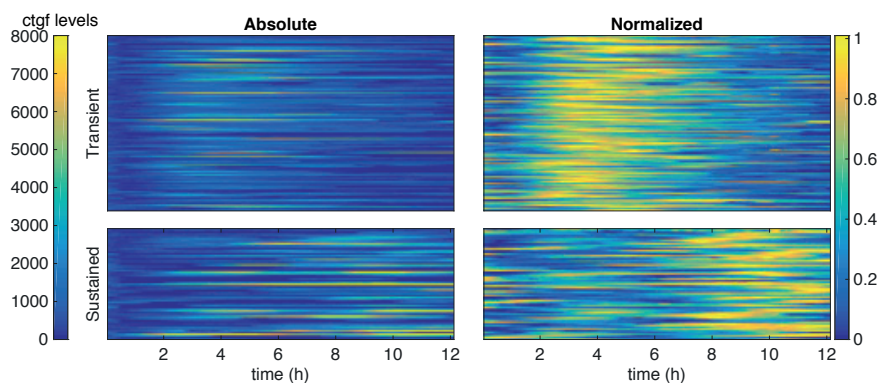 ctgf levels
Absolute
Normalized
8000
7000
6000
5000
4000
3000
2000
1000
0
Transient
Sustained
1
0.8
0.6
0.4
0.2
0
2 4 6 8 10 12
2 4 6 8 10 12
time (h)
time (h)